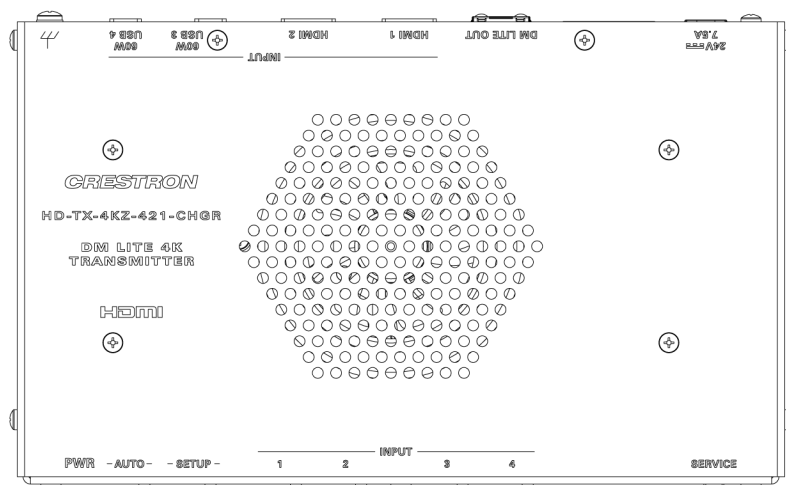 60W
USB 4
60W
USB 3
HDMI 2
HDMI 1
DM LITE OUT
24V
7.5A
INPUT
CRESTRON
HD-TX-4KZ-421-CHGR
DM LITE 4K
TRANSMITTER
HDMI
INPUT
PWR -AUTO- -SETUP- 1 2 3 4 SERVICE